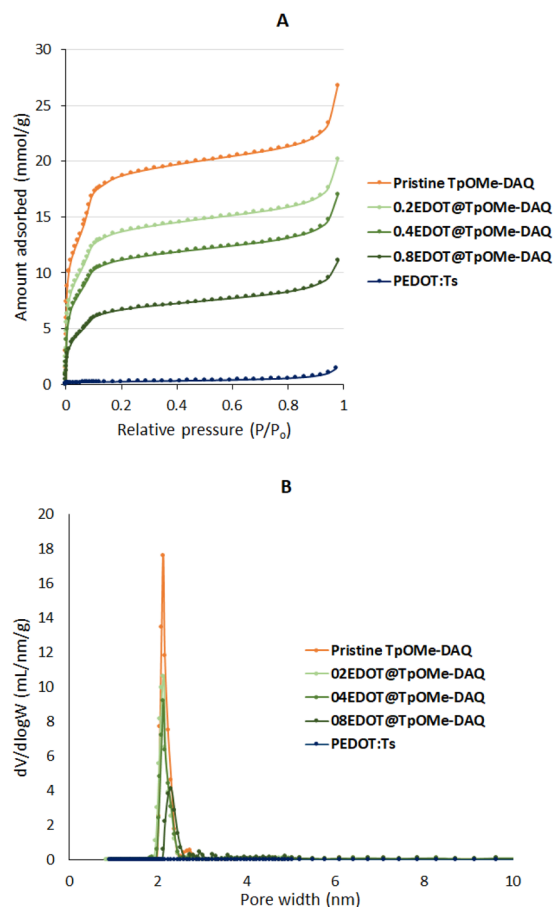 A
30
25
20
15
10
5
0
Amount adsorbed (mmol/g)
0 0.2 0.4 0.6 0.8 1
Relative pressure (P/Pₒ)
Pristine TpOMe-DAQ
0.2EDOT@TpOMe-DAQ
0.4EDOT@TpOMe-DAQ
0.8EDOT@TpOMe-DAQ
PEDOT:Ts
B
20
18
16
14
12
10
8
6
4
2
0
dV/dlogW (mL/nm/g)
0 2 4 6 8 10
Pore width (nm)
Pristine TpOMe-DAQ
02EDOT@TpOMe-DAQ
04EDOT@TpOMe-DAQ
08EDOT@TpOMe-DAQ
PEDOT:Ts